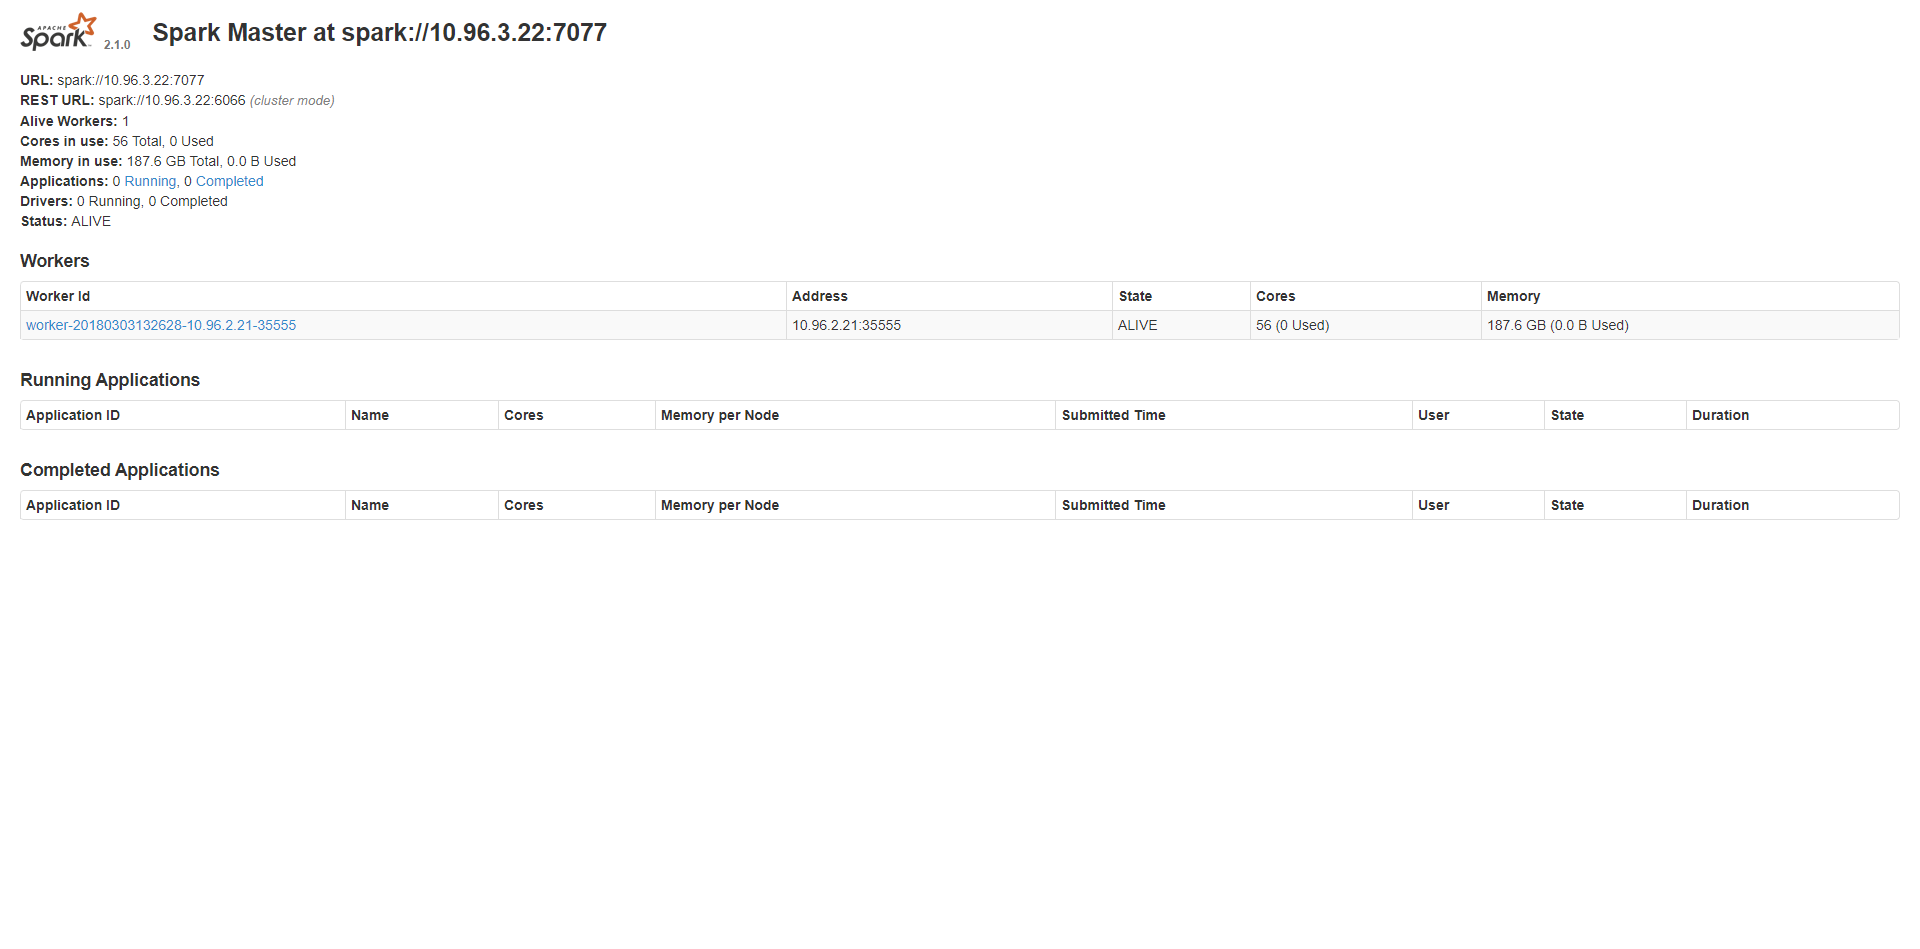 APACHE
Spark 2.1.0 Spark Master at spark://10.96.3.22:7077
URL: spark://10.96.3.22:7077
REST URL: spark://10.96.3.22:6066 (cluster mode)
Alive Workers: 1
Cores in use: 56 Total, 0 Used
Memory in use: 187.6 GB Total, 0.0 B Used
Applications: 0 Running, 0 Completed
Drivers: 0 Running, 0 Completed
Status: ALIVE
Workers
Worker Id Address State Cores Memory
worker-20180303132628-10.96.2.21-35555 10.96.2.21:35555 ALIVE 56 (0 Used) 187.6 GB (0.0 B Used)
Running Applications
Application ID Name Cores Memory per Node Submitted Time User State Duration
Completed Applications
Application ID Name Cores Memory per Node Submitted Time User State Duration